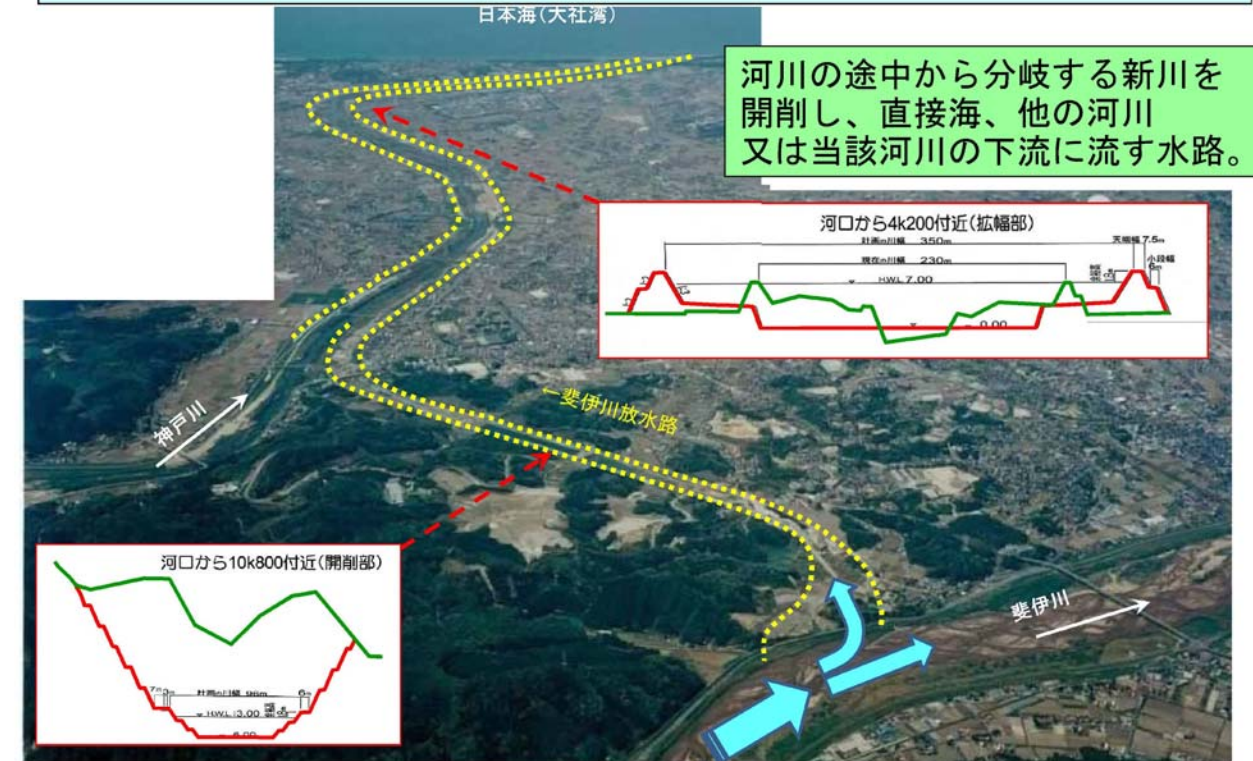 日本海(大社湾)
河川の途中から分岐する新川を
開削し、直接海、他の河川
又は当該河川の下流に流す水路。
河口から4k200付近(拡幅部)
計画の川幅 350m
天端幅 7.5m
現在の川幅 230m
小段幅
6m
H.W.L 7.00
0.00
←斐伊川放水路
神戸川
河口から10k800付近(開削部)
斐伊川
7m
3m
計画の川幅 96m
6m
H.W.L 13.00